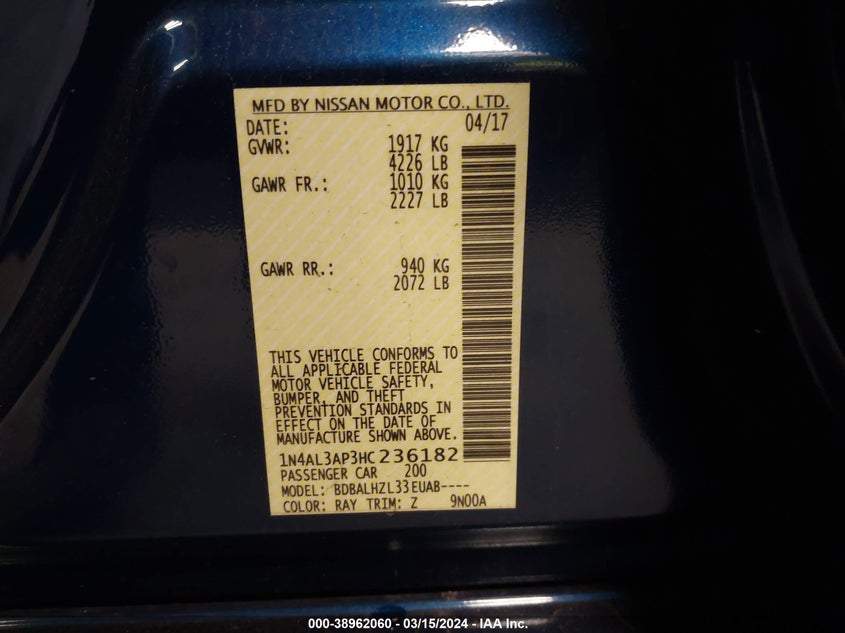 MFD BY NISSAN MOTOR CO., LTD.
DATE: 04/17
GVWR: 1917 KG
4226 LB
GAWR FR.: 1010 KG
2227 LB
GAWR RR.: 940 KG
2072 LB
THIS VEHICLE CONFORMS TO
ALL APPLICABLE FEDERAL
MOTOR VEHICLE SAFETY,
BUMPER, AND THEFT
PREVENTION STANDARDS IN
EFFECT ON THE DATE OF
MANUFACTURE SHOWN ABOVE.
1N4AL3AP3HC236182
PASSENGER CAR 200
MODEL: BDBALHZL33EUAB----
COLOR: RAY TRIM: Z 9N00A
000-38962060 - 03/15/2024 - IAA Inc.